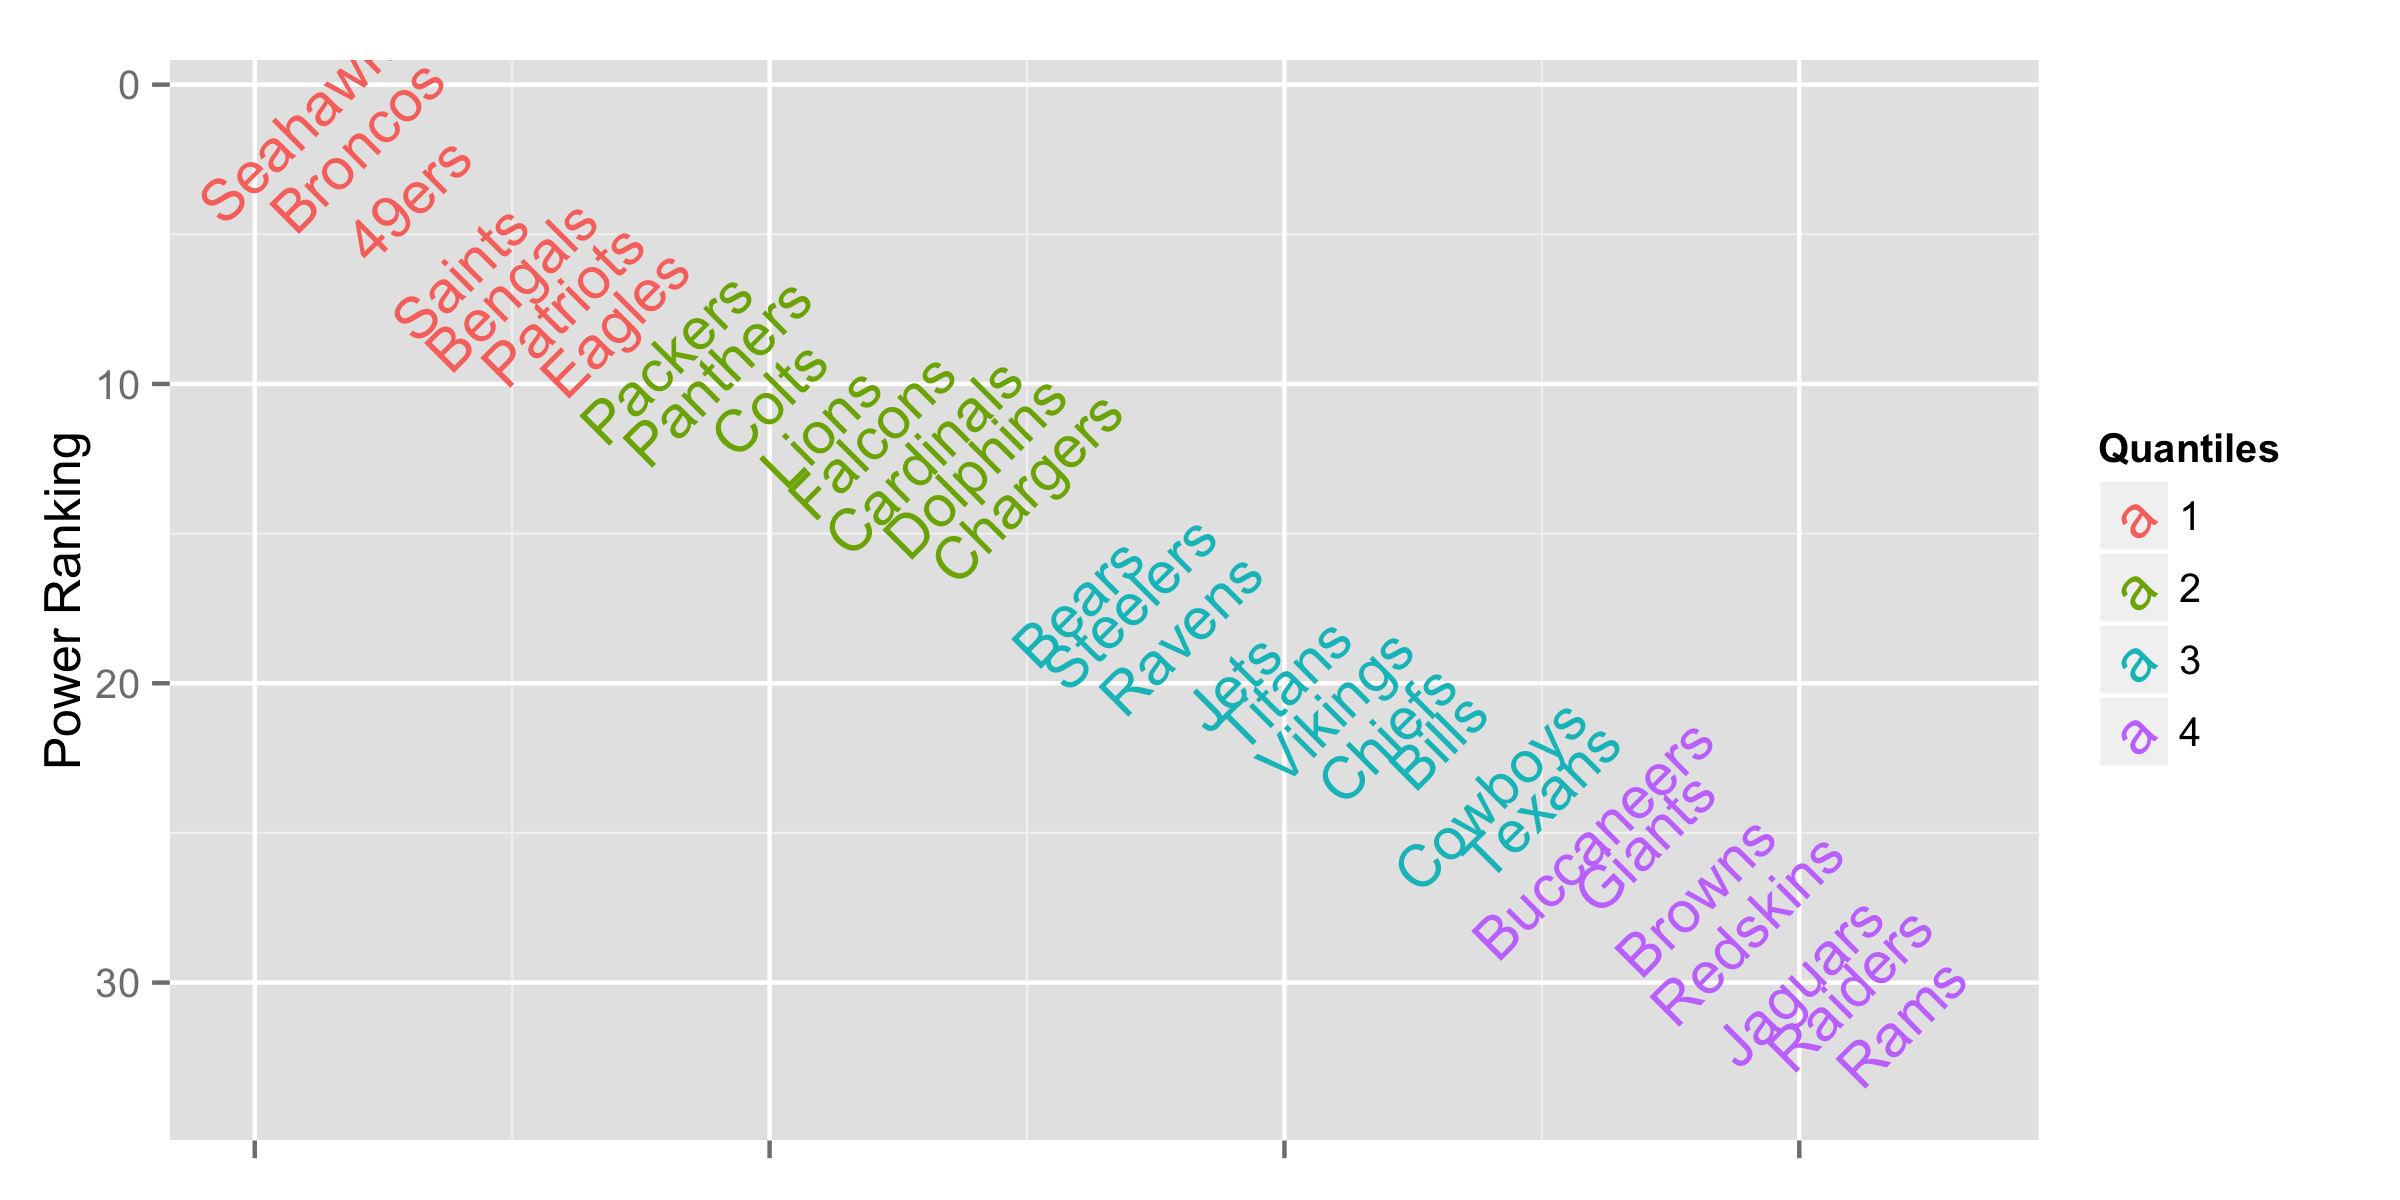 0
10
20
30
Power Ranking
Broncos
49ers
Saints
Bengals
Patriots
Eagles
Packers
Panthers
Colts
Lions
Falcons
Cardinals
Dolphins
Chargers
Bears
Steelers
Ravens
Jets
Titans
Vikings
Chiefs
Bills
Cowboys
Texans
Buccaneers
Giants
Browns
Redskins
Jaguars
Raiders
Rams
Quantiles
a 1
a 2
a 3
a 4